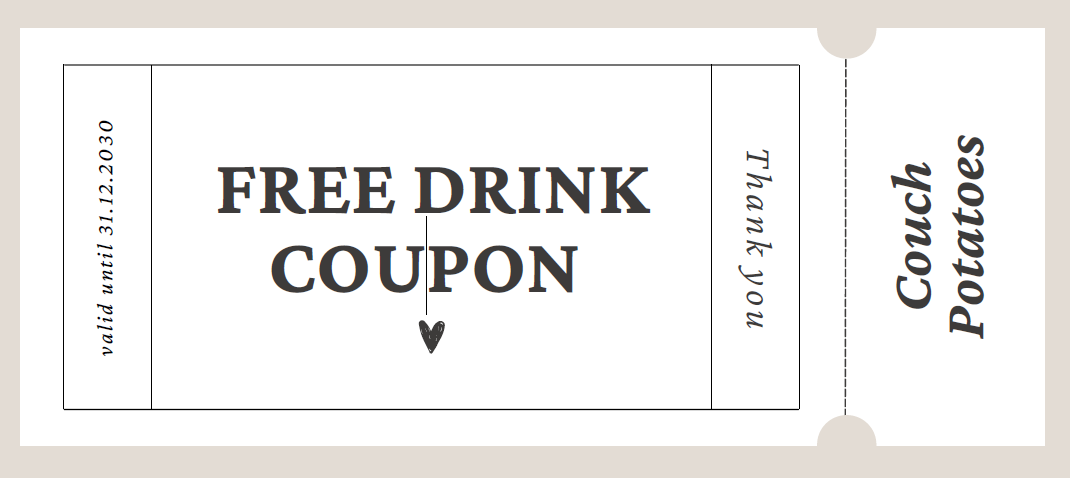 valid until 31.12.2030
FREE DRINK
COUPON
Thank you
Couch
Potatoes